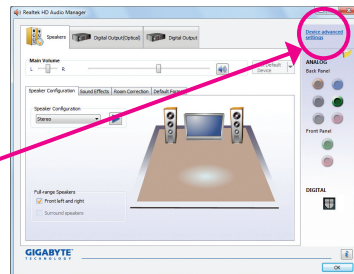 Realtek HD Audio Manager
Speakers
Digital Output(Optical)
Digital Output
Device advanced
settings
Main Volume
L
R
Default
Device
ANALOG
Back Panel
Speaker Configuration
Sound Effects
Room Correction
Default Format
Speaker Configuration
Stereo
Front Panel
Full-range Speakers
Front left and right
Surround speakers
DIGITAL
GIGABYTE
TECHNOLOGY
i
OK